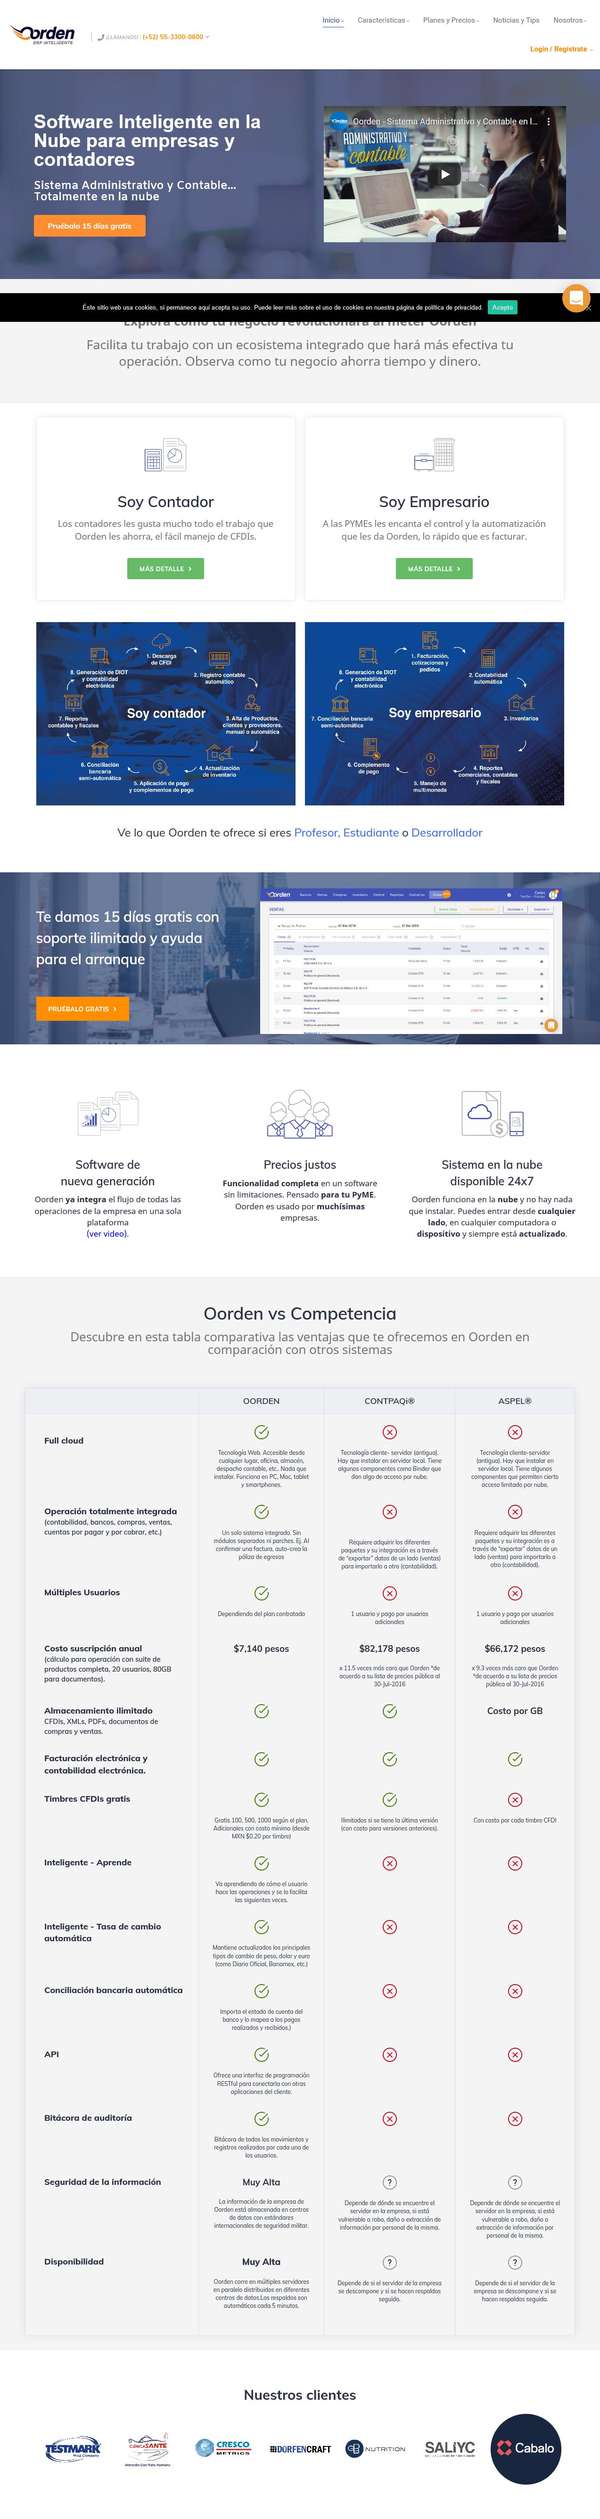 Oorden
ERP INTELIGENTE
¡LLÁMANOS! (+52) 55-3300-0600
Inicio
Características
Planes y Precios
Noticias y Tips
Nosotros
Login / Regístrate
Software Inteligente en la
Nube para empresas y
contadores
Sistema Administrativo y Contable...
Totalmente en la nube
Pruébalo 15 días gratis
Oorden - Sistema Administrativo y Contable en l...
ADMINISTRATIVO Y
contable
Éste sitio web usa cookies, si permanece aquí acepta su uso. Puede leer más sobre el uso de cookies en nuestra página de política de privacidad.
Acepto
Explora como tu negocio revolucionará al meter Oorden
Facilita tu trabajo con un ecosistema integrado que hará más efectiva tu
operación. Observa como tu negocio ahorra tiempo y dinero.
Soy Contador
Los contadores les gusta mucho todo el trabajo que
Oorden les ahorra, el fácil manejo de CFDIs.
MÁS DETALLE >
Soy Empresario
A las PYMEs les encanta el control y la automatización
que les da Oorden, lo rápido que es facturar.
MÁS DETALLE >
Soy contador
1. Descarga
de CFDI
2. Registro contable
automático
3. Alta de Productos,
clientes y proveedores,
manual o automática
4. Actualización
de inventario
5. Aplicación de pago
y complementos de pago
6. Conciliación
bancaria
semi-automática
7. Reportes
contables y fiscales
8. Generación de DIOT
y contabilidad
electrónica
Soy empresario
1. Facturación,
cotizaciones y
pedidos
2. Contabilidad
automática
3. Inventarios
4. Reportes
comerciales, contables
y fiscales
5. Manejo de
multimoneda
6. Complemento
de pago
7. Conciliación bancaria
semi-automática
8. Generación de DIOT
y contabilidad
electrónica
Ve lo que Oorden te ofrece si eres Profesor, Estudiante o Desarrollador
Te damos 15 días gratis con
soporte ilimitado y ayuda
para el arranque
PRUÉBALO GRATIS >
Oorden
VENTAS
Software de
nueva generación
Oorden ya integra el flujo de todas las
operaciones de la empresa en una sola
plataforma
(ver video).
Precios justos
Funcionalidad completa en un software
sin limitaciones. Pensado para tu PyME.
Oorden es usado por muchísimas
empresas.
Sistema en la nube
disponible 24x7
Oorden funciona en la nube y no hay nada
que instalar. Puedes entrar desde cualquier
lado, en cualquier computadora o
dispositivo y siempre está actualizado.
Oorden vs Competencia
Descubre en esta tabla comparativa las ventajas que te ofrecemos en Oorden en
comparación con otros sistemas
OORDEN
CONTPAQi®
ASPEL®
Full cloud
Tecnología Web. Accesible desde
cualquier lugar, oficina, almacén,
despacho contable, etc.. Nada que
instalar. Funciona en PC, Mac, tablet
y smartphones.
Tecnología cliente- servidor (antigua).
Hay que instalar en servidor local. Tiene
algunos componentes como Binder que
dan algo de acceso por nube.
Tecnología cliente-servidor
(antigua). Hay que instalar en
servidor local. Tiene algunos
componentes que permiten cierto
acceso limitado por nube.
Operación totalmente integrada
(contabilidad, bancos, compras, ventas,
cuentas por pagar y por cobrar, etc.)
Un solo sistema integrado. Sin
módulos separados ni parches. Ej. Al
confirmar una factura, auto-crea la
póliza de egresos
Requiere adquirir los diferentes
paquetes y su integración es a través
de "exportar" datos de un lado (ventas)
para importarlo a otro (contabilidad).
Requiere adquirir los diferentes
paquetes y su integración es a
través de "exportar" datos de un
lado (ventas) para importarlo a
otro (contabilidad).
Múltiples Usuarios
Dependiendo del plan contratado
1 usuario y pago por usuarios
adicionales
1 usuario y pago por usuarios
adicionales
Costo suscripción anual
(cálculo para operación con suite de
productos completa, 20 usuarios, 80GB
para documentos).
$7,140 pesos
$82,178 pesos
x 11.5 veces más caro que Oorden *de
acuerdo a su lista de precios pública al
30-Jul-2016
$66,172 pesos
x 9.3 veces más caro que Oorden
*de acuerdo a su lista de precios
pública al 30-Jul-2016
Almacenamiento ilimitado
CFDIs, XMLs, PDFs, documentos de
compras y ventas.
Costo por GB
Facturación electrónica y
contabilidad electrónica.
Timbres CFDIs gratis
Gratis 100, 500, 1000 según el plan.
Adicionales con costo mínimo (desde
MXN $0.20 por timbre)
Ilimitados si se tiene la última versión
(con costo para versiones anteriores).
Con costo por cada timbre CFDI
Inteligente - Aprende
Va aprendiendo de cómo el usuario
hace las operaciones y se lo facilita
las siguientes veces.
Inteligente - Tasa de cambio
automática
Mantiene actualizados los principales
tipos de cambio de peso, dolar y euro
(como Diario Oficial, Banamex, etc.)
Conciliación bancaria automática
Importa el estado de cuenta del
banco y lo mapea a los pagos
realizados y recibidos.)
API
Ofrece una interfaz de programación
RESTful para conectarla con otras
aplicaciones del cliente.
Bitácora de auditoría
Bitácora de todos los movimientos y
registros realizados por cada uno de
los usuarios.
Seguridad de la información
Muy Alta
La información de la empresa de
Oorden está almacenada en centros
de datos con estándares
internacionales de seguridad militar.
Depende de dónde se encuentre el
servidor en la empresa, si está
vulnerable a robo, daño o extracción de
información por personal de la misma.
Depende de dónde se encuentre el
servidor en la empresa, si está
vulnerable a robo, daño o
extracción de información por
personal de la misma.
Disponibilidad
Muy Alta
Oorden corre en múltiples servidores
en paralelo distribuidos en diferentes
centros de datos.Los respaldos son
automáticos cada 5 minutos.
Depende de si el servidor de la empresa
se descompone y si se hacen respaldos
seguido.
Depende de si el servidor de la
empresa se descompone y si se
hacen respaldos seguido.
Nuestros clientes
TESTMARK
CLÍNICA SANTÉ
CRESCO
METRICS
DORFENCRAFT
NUTRITION
SALIYC
Cabalo